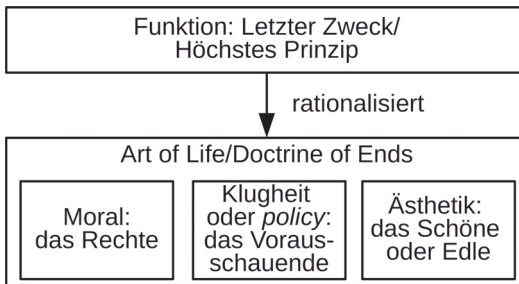 Funktion: Letzter Zweck/
Höchstes Prinzip
rationalisiert
Art of Life/Doctrine of Ends
Moral:
das Rechte
Klugheit
oder policy:
das Voraus-
schauende
Ästhetik:
das Schöne
oder Edle